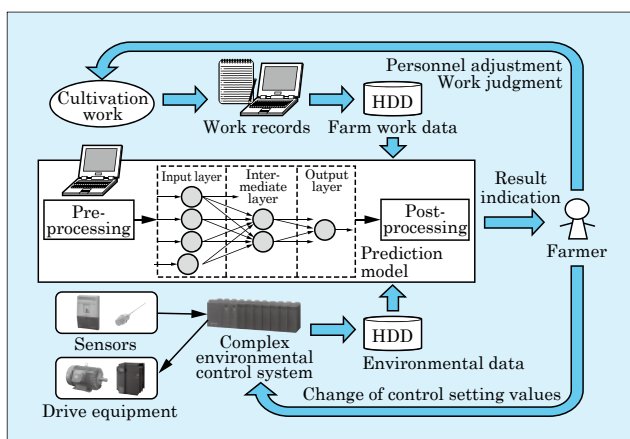 Personnel adjustment
Work judgment
Cultivation
work
Work records
HDD
Farm work data
Input layer
Inter-
mediate
layer
Output
layer
Pre-
processing
Post-
processing
Prediction
model
Result
indication
Farmer
Sensors
Drive equipment
Complex
environmental
control system
HDD
Environmental data
Change of control setting values